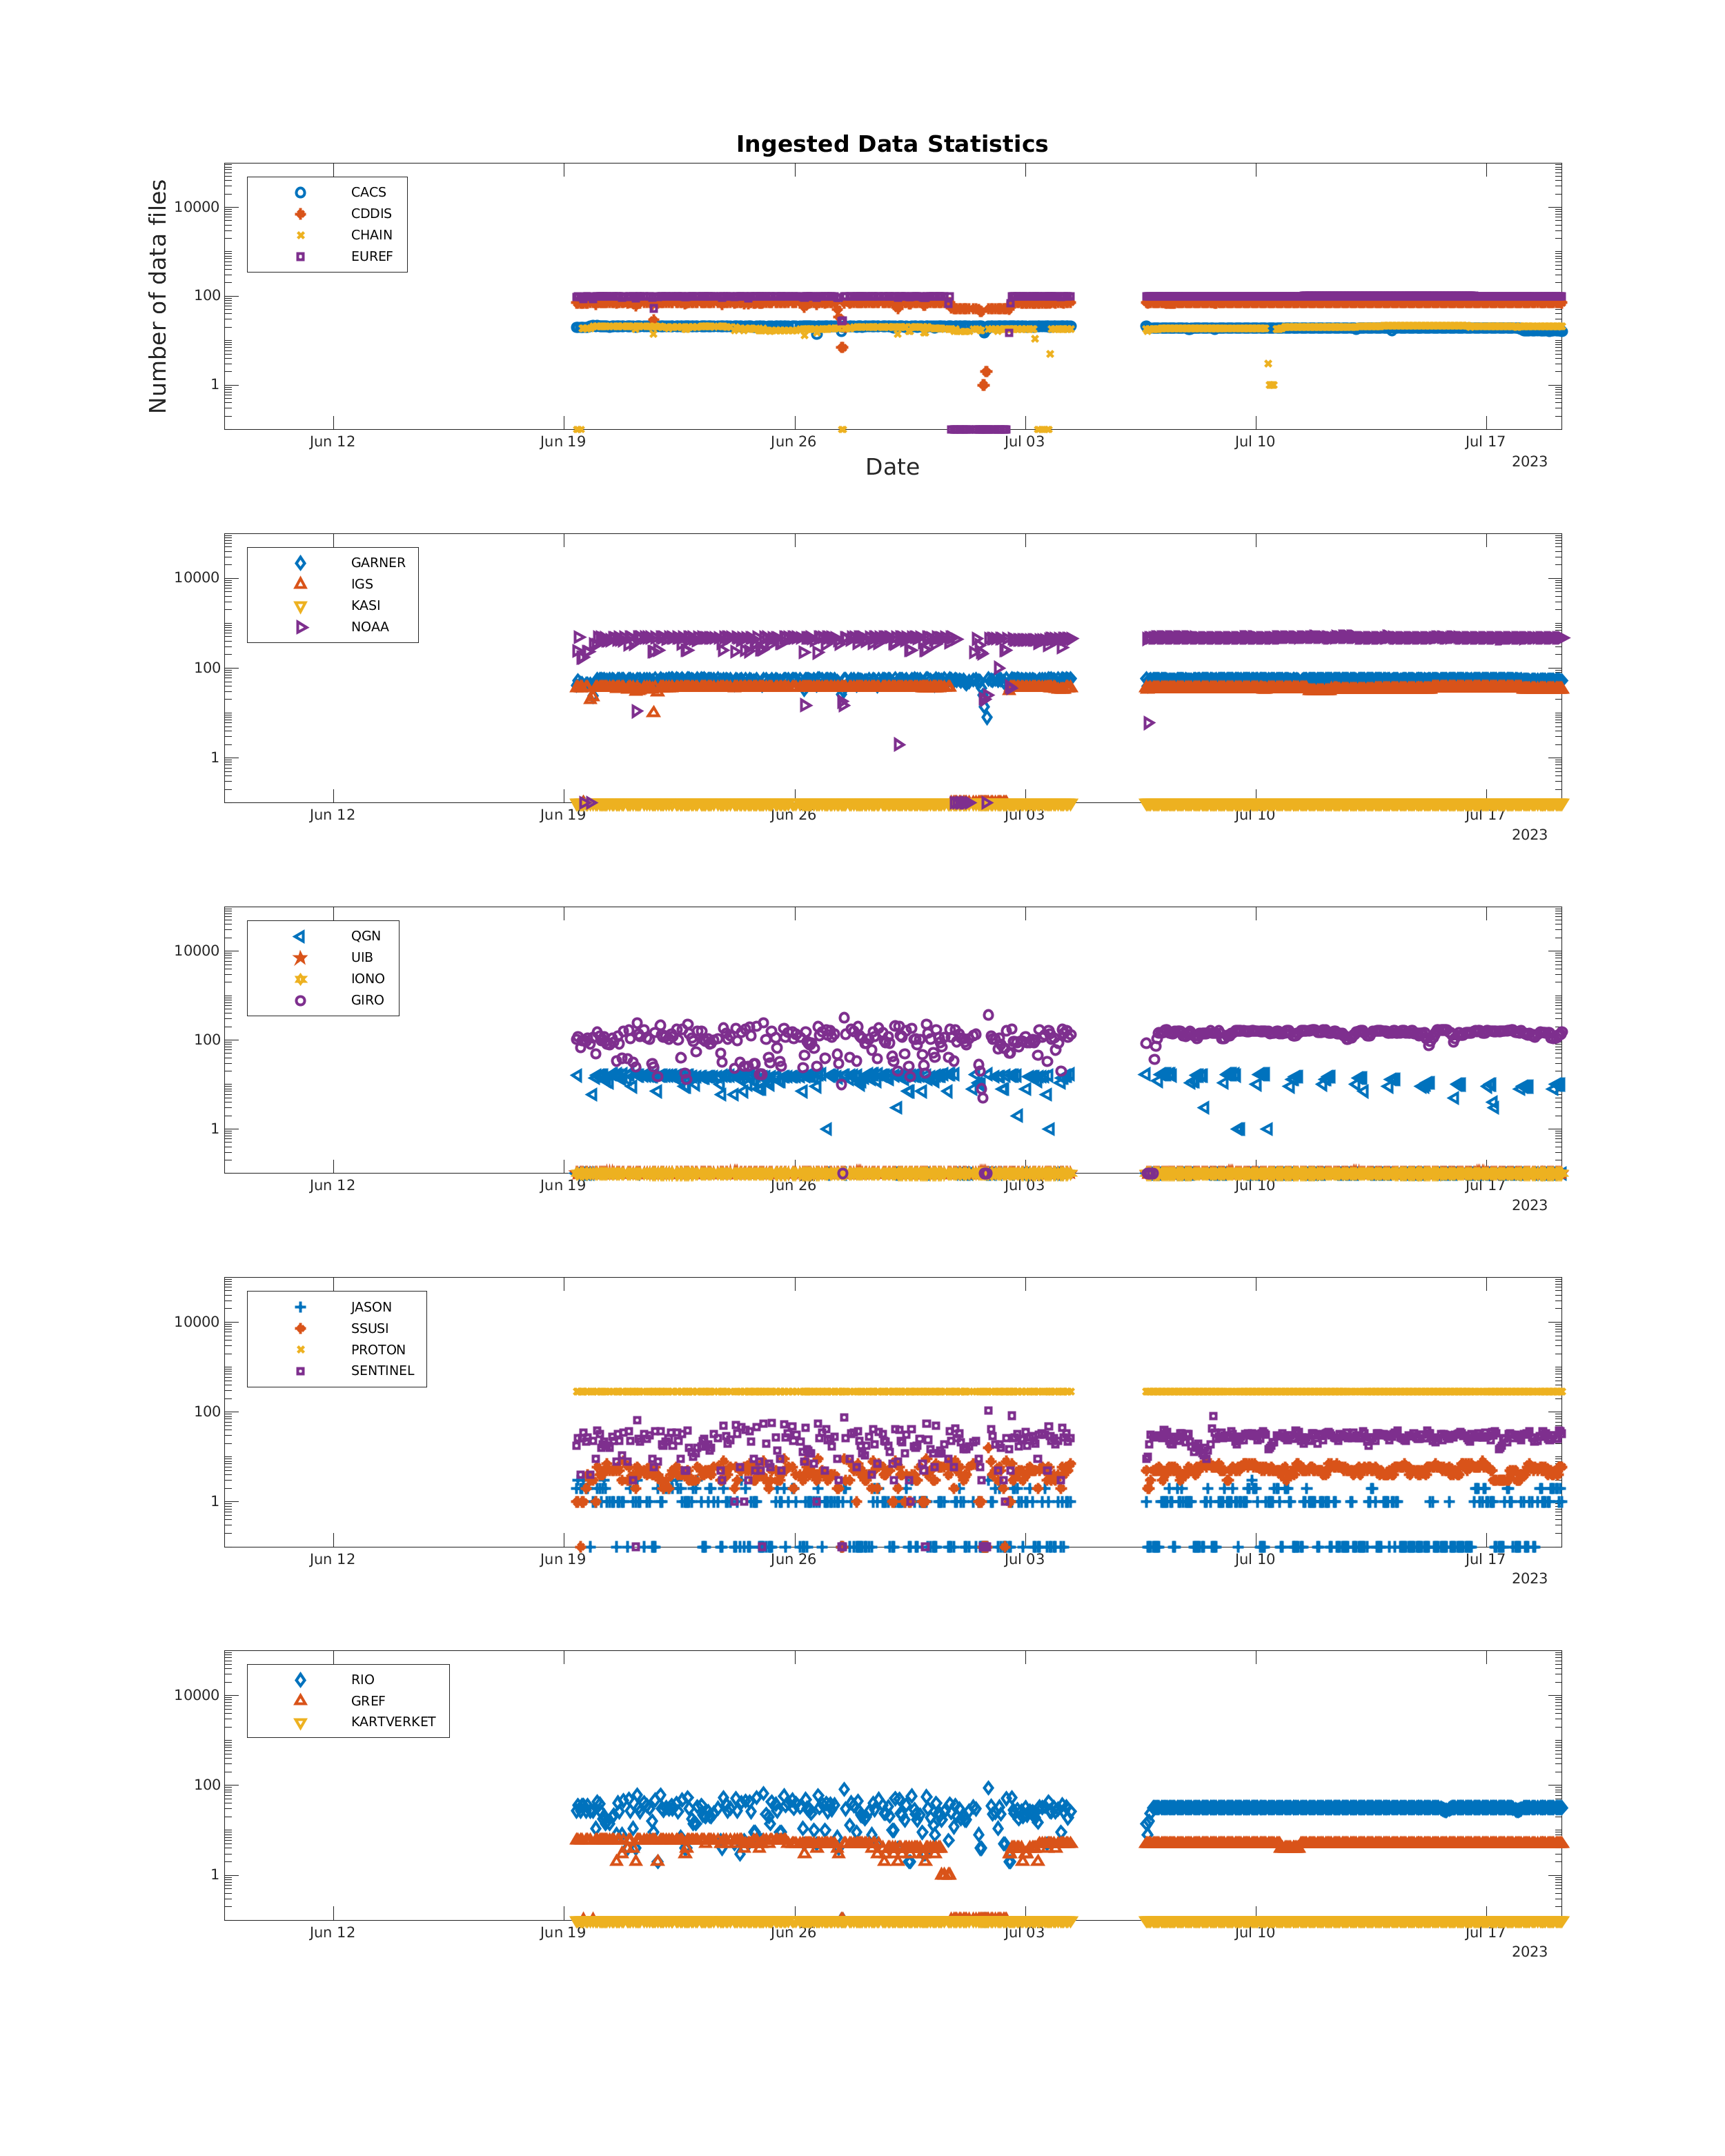 Ingested Data Statistics
Number of data files
10000
100
1
CACS
CDDIS
CHAIN
EUREF
Jun 12 Jun 19 Jun 26 Jul 03 Jul 10 Jul 17
2023
Date
10000
100
1
GARNER
IGS
KASI
NOAA
Jun 12 Jun 19 Jun 26 Jul 03 Jul 10 Jul 17
2023
10000
100
1
QGN
UIB
IONO
GIRO
Jun 12 Jun 19 Jun 26 Jul 03 Jul 10 Jul 17
2023
10000
100
1
JASON
SSUSI
PROTON
SENTINEL
Jun 12 Jun 19 Jun 26 Jul 03 Jul 10 Jul 17
2023
10000
100
1
RIO
GREF
KARTVERKET
Jun 12 Jun 19 Jun 26 Jul 03 Jul 10 Jul 17
2023